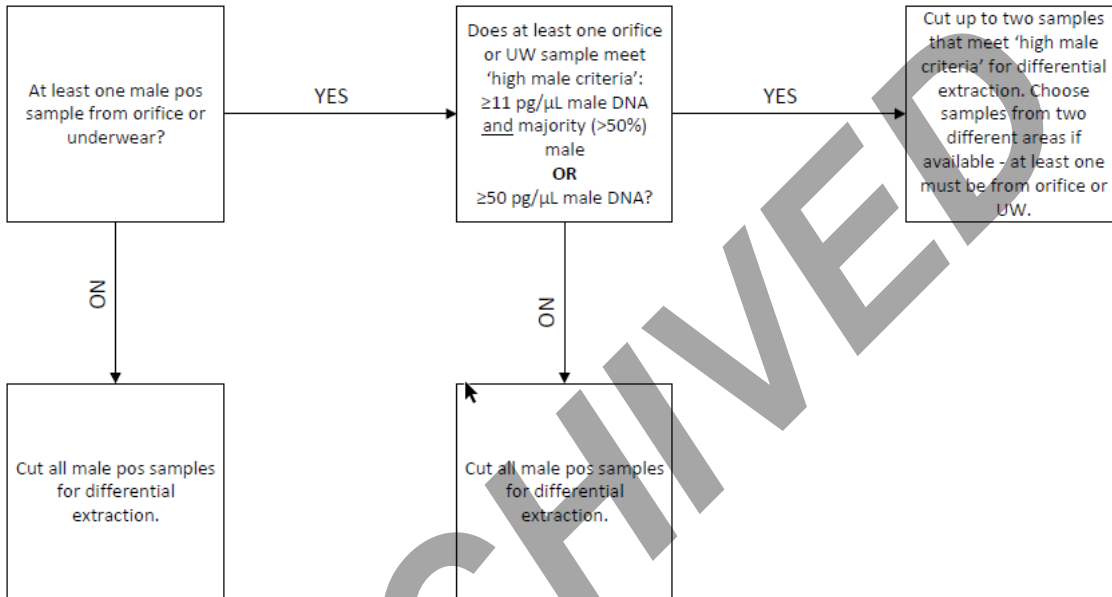 At least one male pos
sample from orifice or
underwear?
YES
Does at least one orifice
or UW sample meet
‘high male criteria’:
≥11 pg/µL male DNA
and majority (>50%)
male
OR
≥50 pg/µL male DNA?
YES
Cut up to two samples
that meet ‘high male
criteria’ for differential
extraction. Choose
samples from two
different areas if
available - at least one
must be from orifice or
UW.
NO
NO
Cut all male pos samples
for differential
extraction.
Cut all male pos samples
for differential
extraction.
CHIVED